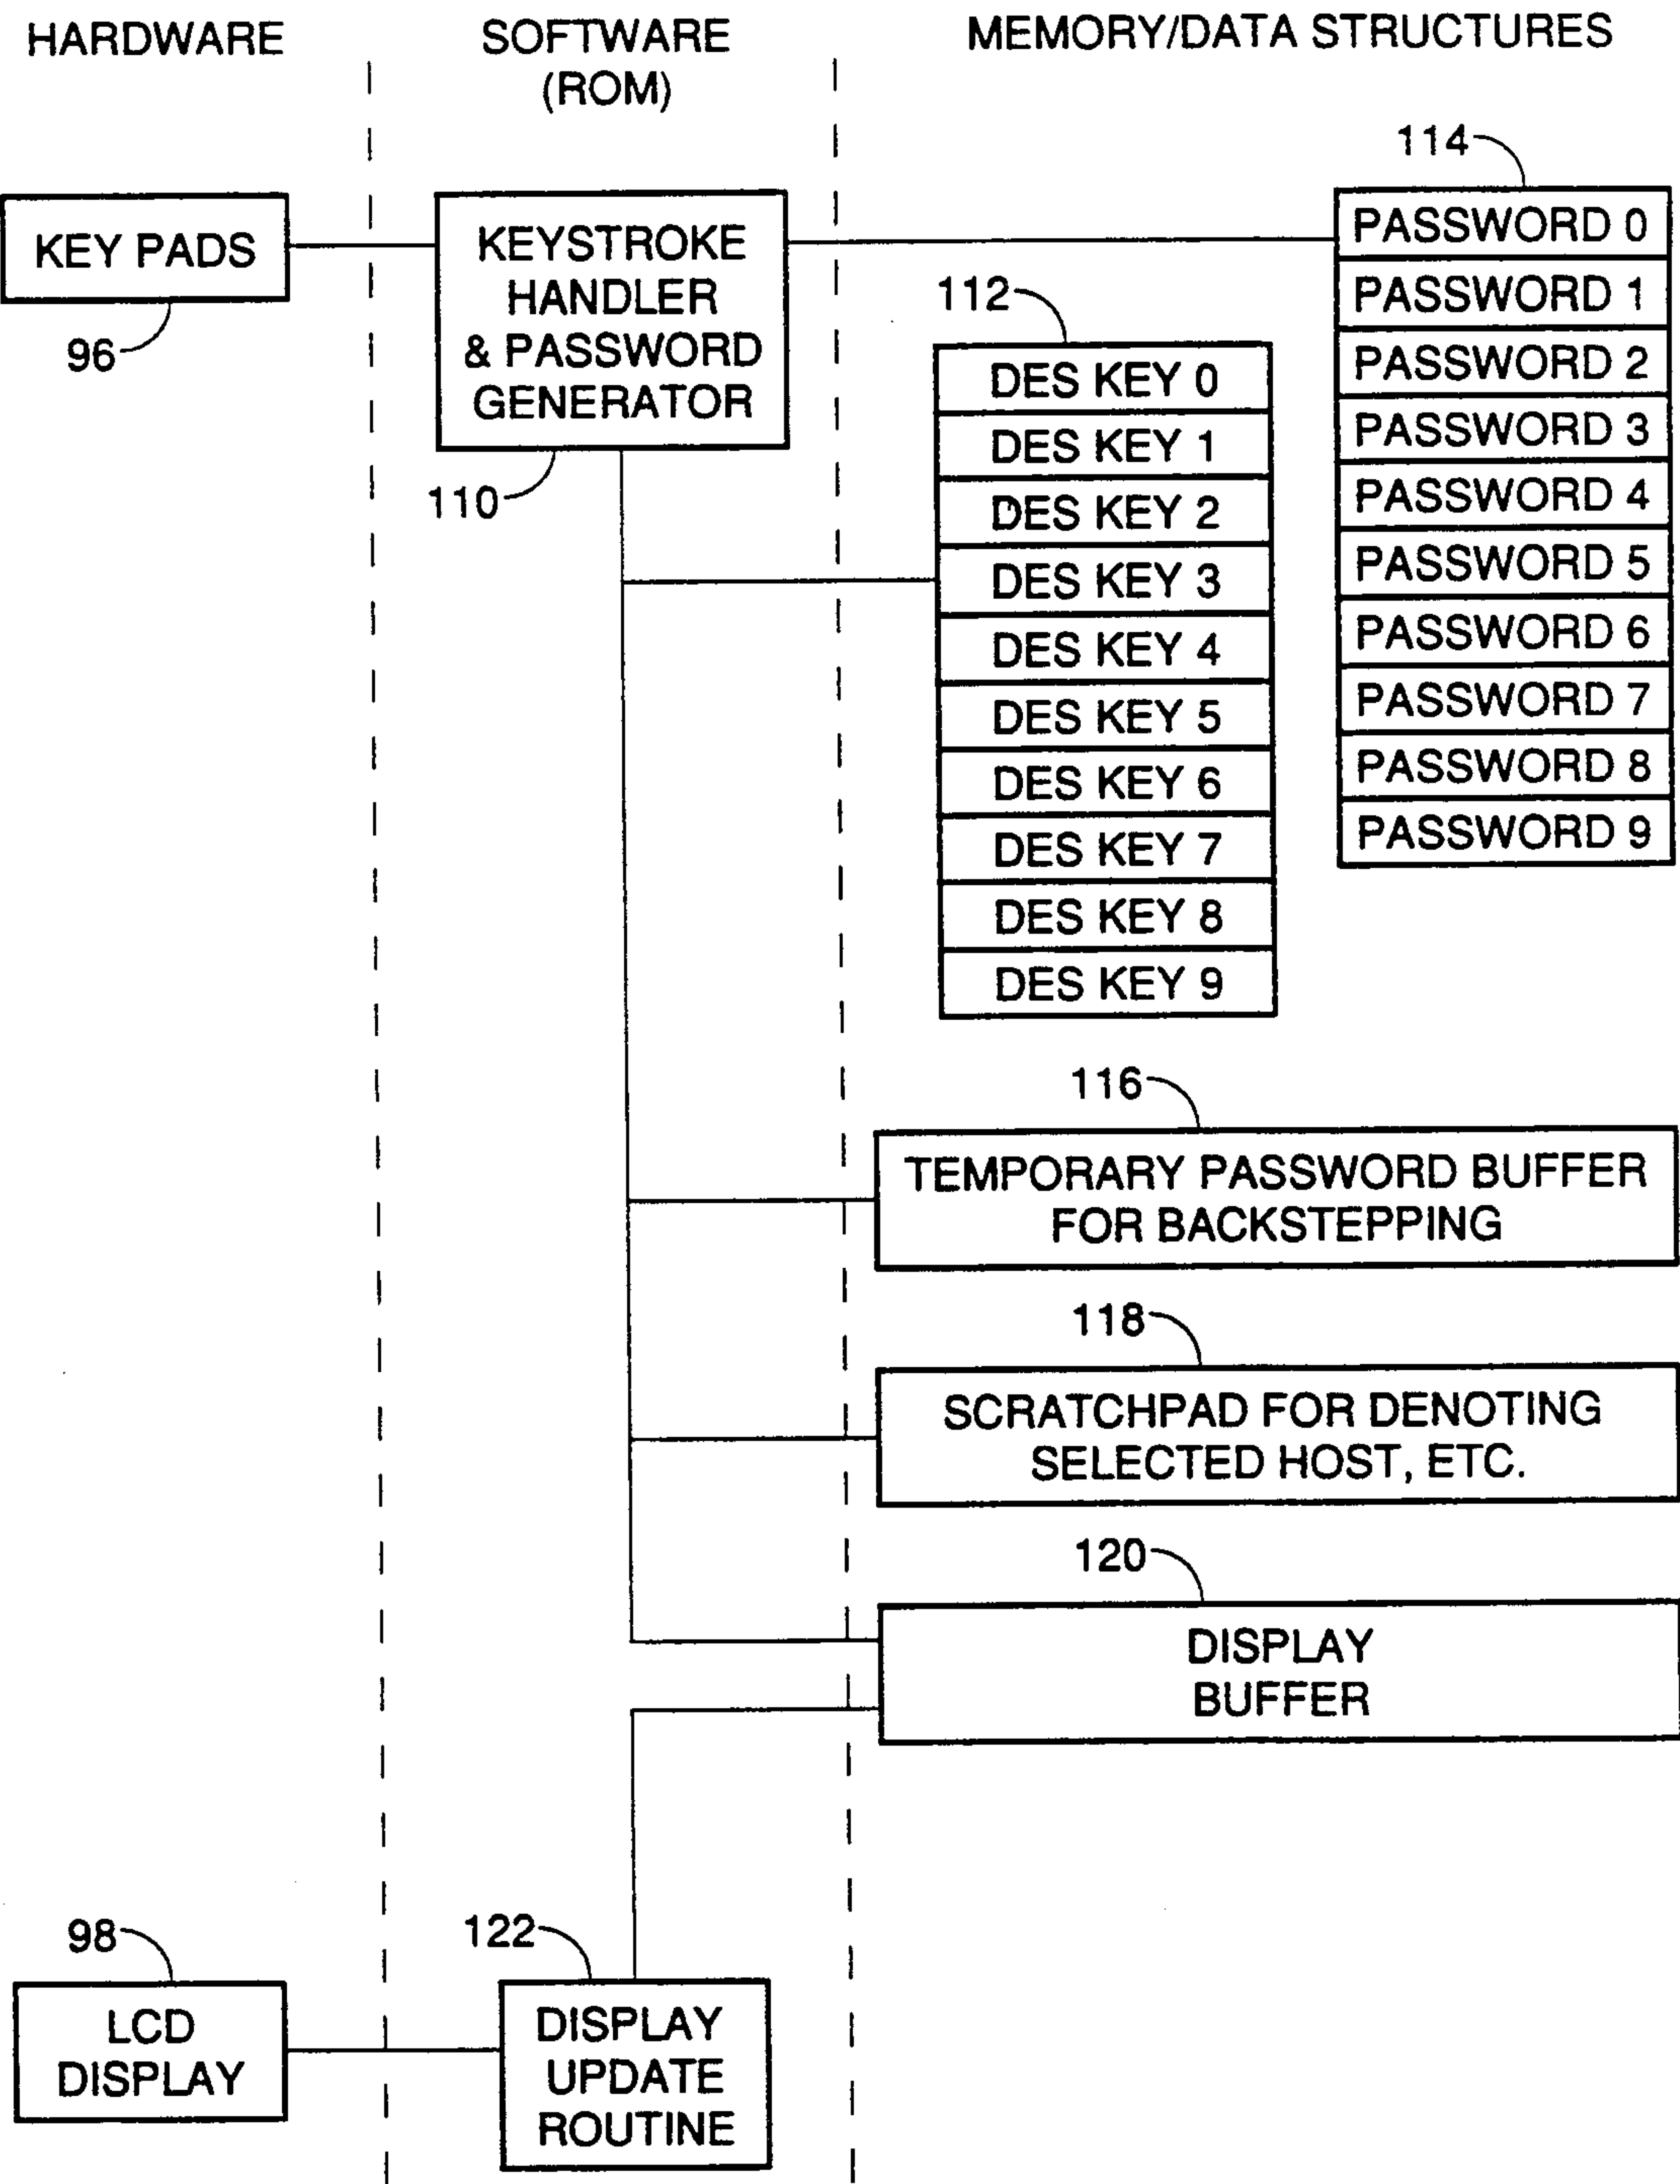 HARDWARE
SOFTWARE
(ROM)
MEMORY/DATA STRUCTURES
KEY PADS
96
KEYSTROKE
HANDLER
& PASSWORD
GENERATOR
110
112
DES KEY 0
DES KEY 1
DES KEY 2
DES KEY 3
DES KEY 4
DES KEY 5
DES KEY 6
DES KEY 7
DES KEY 8
DES KEY 9
114
PASSWORD 0
PASSWORD 1
PASSWORD 2
PASSWORD 3
PASSWORD 4
PASSWORD 5
PASSWORD 6
PASSWORD 7
PASSWORD 8
PASSWORD 9
116
TEMPORARY PASSWORD BUFFER
FOR BACKSTEPPING
118
SCRATCHPAD FOR DENOTING
SELECTED HOST, ETC.
120
DISPLAY
BUFFER
98
LCD
DISPLAY
122
DISPLAY
UPDATE
ROUTINE